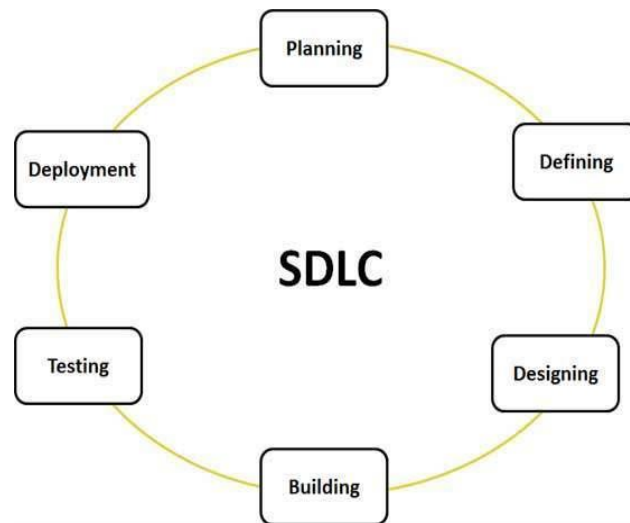 Planning
Defining
Designing
Building
Testing
Deployment
SDLC